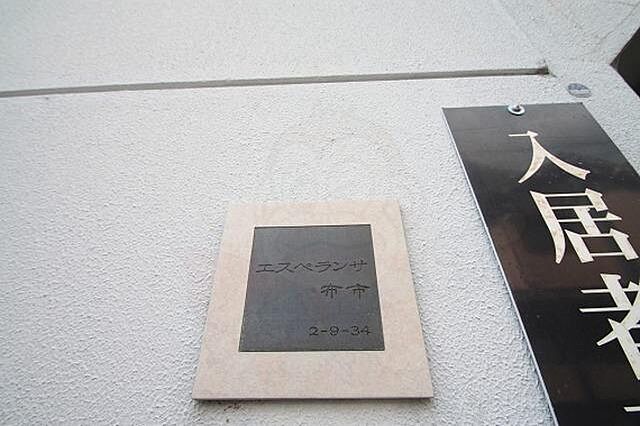 エスペランサ
布市
2-9-34
入居者